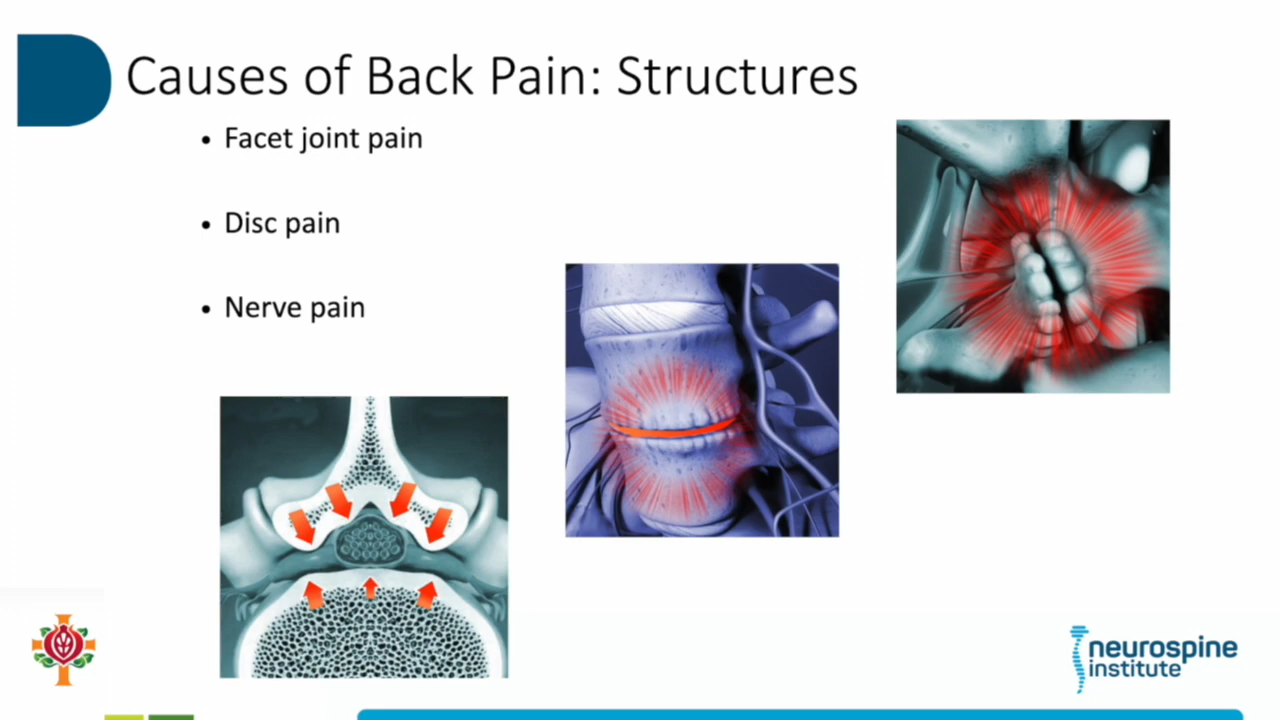 Causes of Back Pain: Structures
• Facet joint pain
• Disc pain
• Nerve pain
neurospine
institute